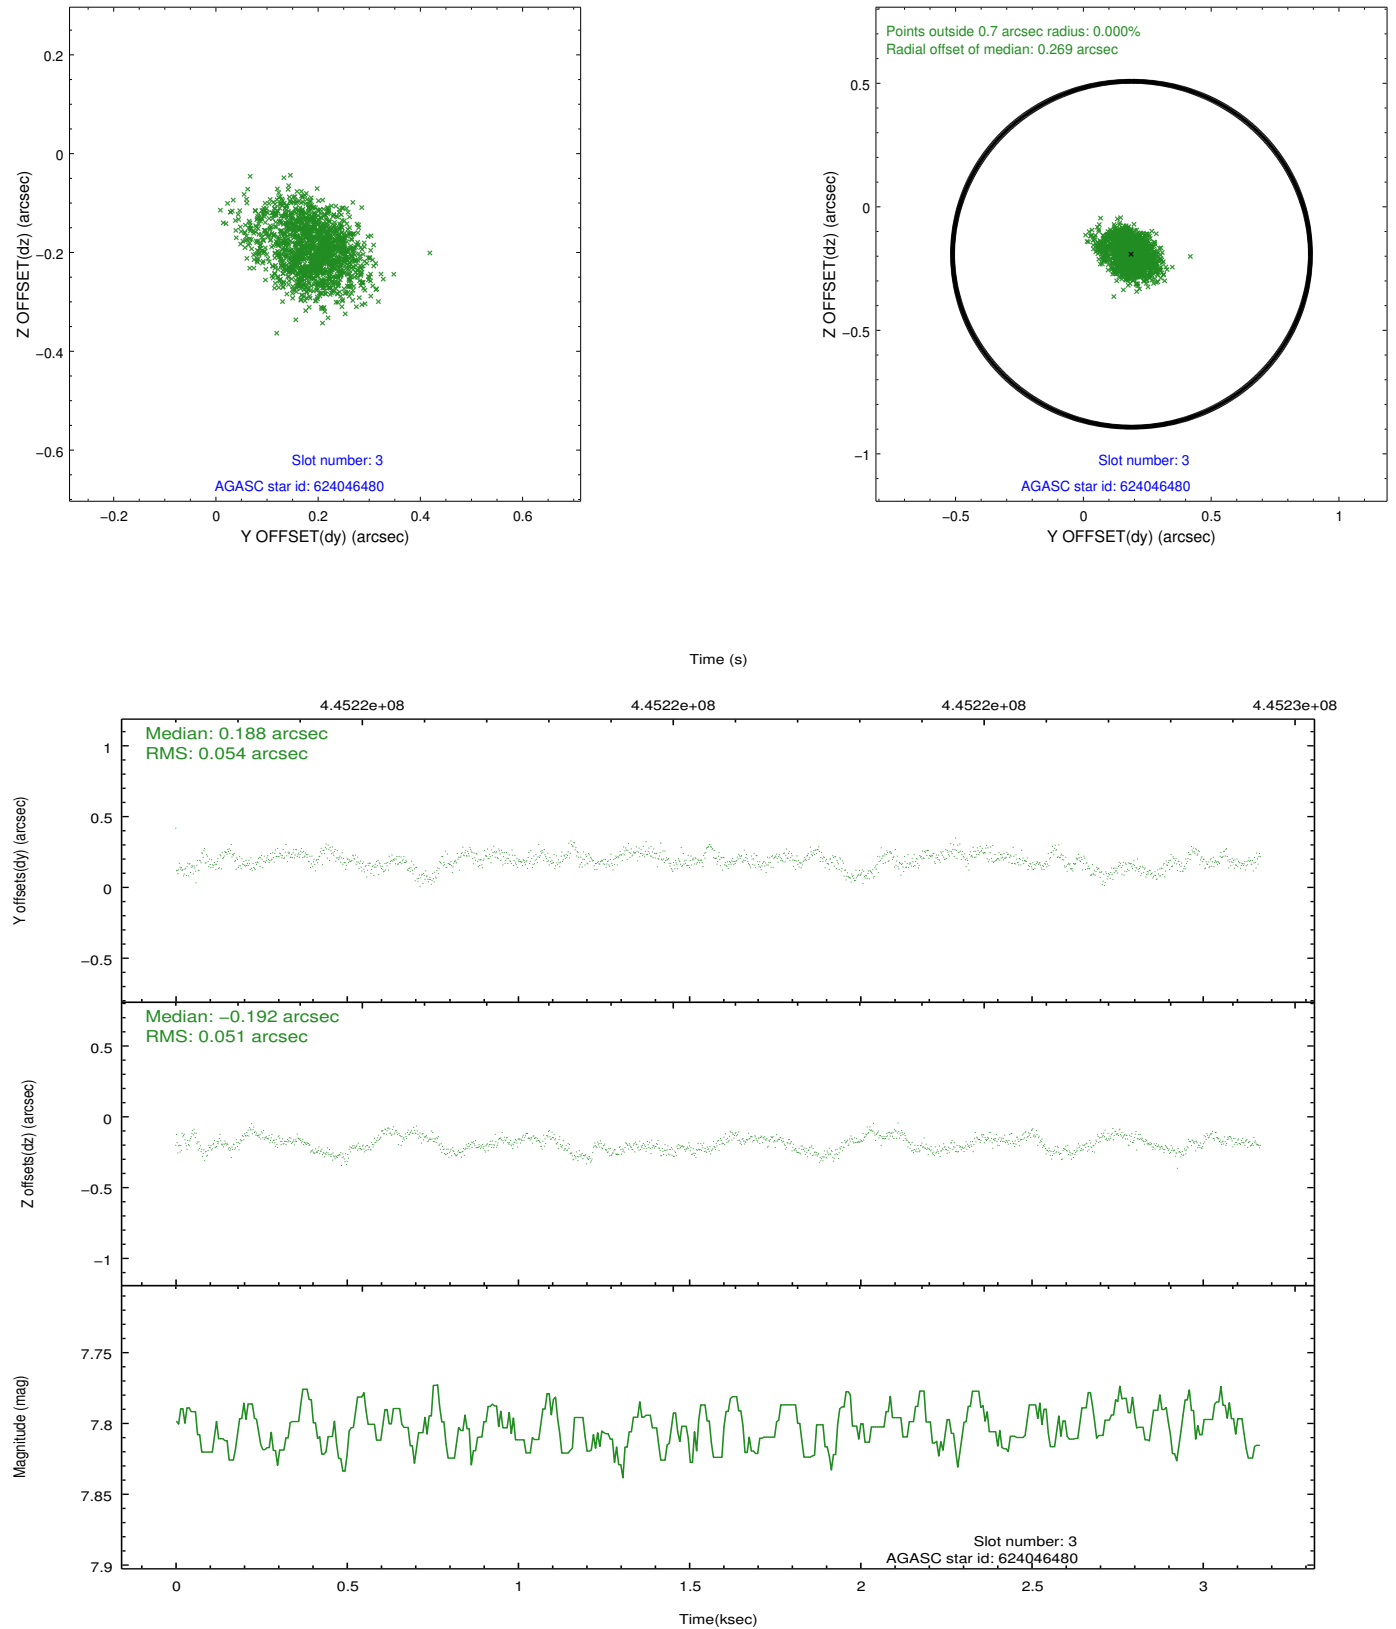 0.2
0
−0.2
−0.4
−0.6
Z OFFSET(dz) (arcsec)
Slot number: 3
AGASC star id: 624046480
−0.2 0 0.2 0.4 0.6
Y OFFSET(dy) (arcsec)
Points outside 0.7 arcsec radius: 0.000%
Radial offset of median: 0.269 arcsec
0.5
0
−0.5
−1
Z OFFSET(dz) (arcsec)
Slot number: 3
AGASC star id: 624046480
−0.5 0 0.5 1
Y OFFSET(dy) (arcsec)
Time (s)
4.4522e+08 4.4522e+08 4.4522e+08 4.4523e+08
Median: 0.188 arcsec
RMS: 0.054 arcsec
1
0.5
0
−0.5
Y offsets(dy) (arcsec)
Median: −0.192 arcsec
RMS: 0.051 arcsec
0.5
0
−0.5
−1
Z offsets(dz) (arcsec)
7.75
7.8
7.85
7.9
Magnitude (mag)
Slot number: 3
AGASC star id: 624046480
0 0.5 1 1.5 2 2.5 3
Time(ksec)